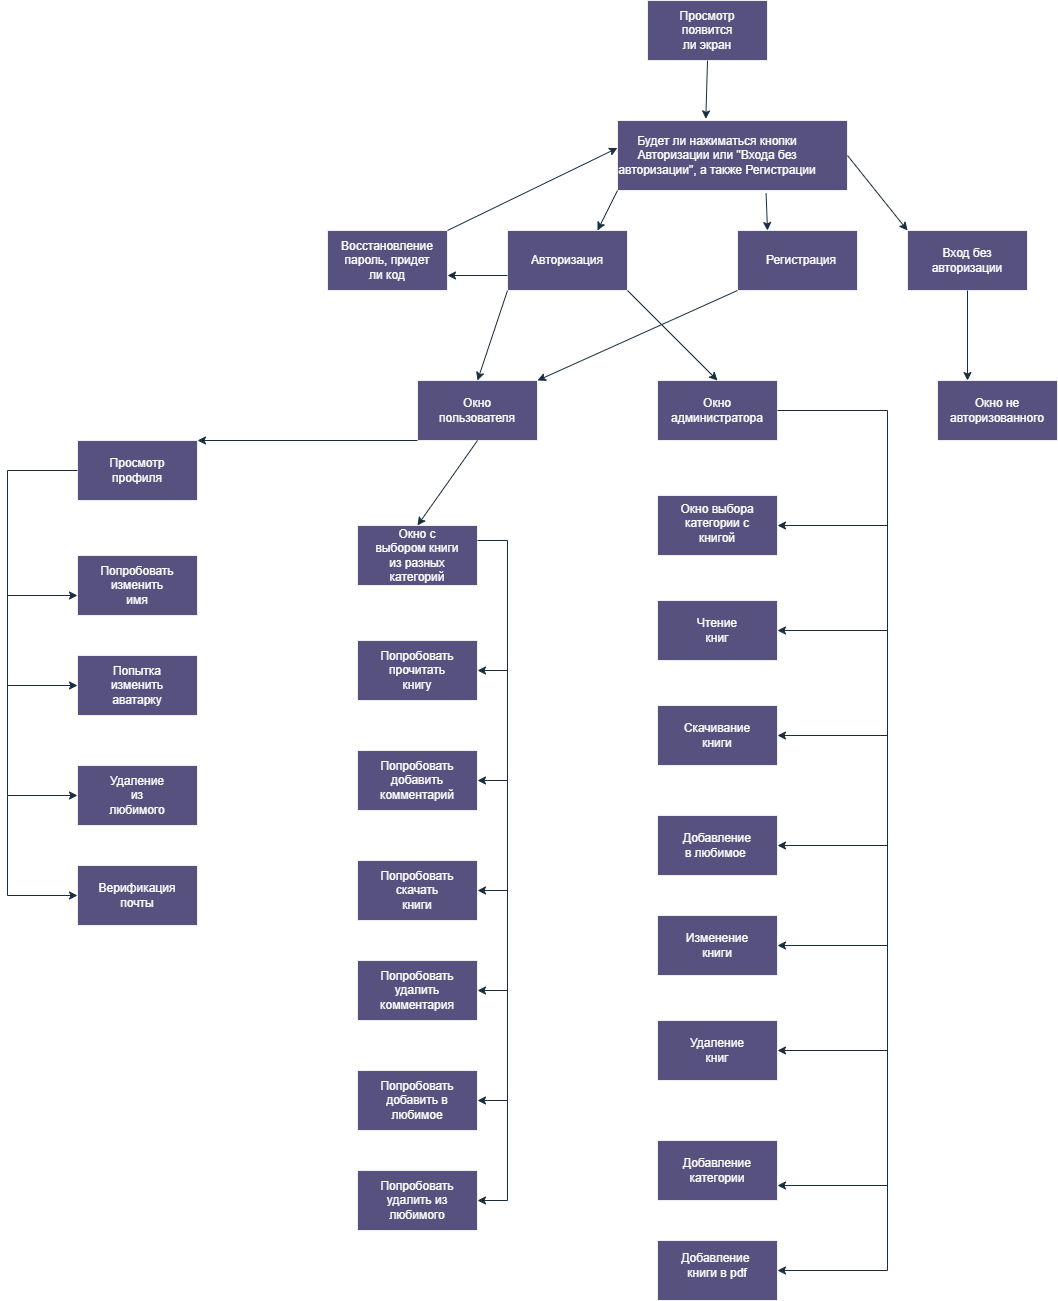 Просмотр
появится
ли экран
Будет ли нажиматься кнопки
Авторизации или "Входа без
авторизации", а также Регистрации
Восстановление
пароль, придет
ли код
Авторизация
Регистрация
Вход без
авторизации
Окно
пользователя
Окно
администратора
Окно не
авторизованного
Просмотр
профиля
Попробовать
изменить
имя
Попытка
изменить
аватарку
Удаление
из
любимого
Верификация
почты
Окно с
выбором книги
из разных
категорий
Попробовать
прочитать
книгу
Попробовать
добавить
комментарий
Попробовать
скачать
книги
Попробовать
удалить
комментария
Попробовать
добавить в
любимое
Попробовать
удалить из
любимого
Окно выбора
категории с
книгой
Чтение
книг
Скачивание
книги
Добавление
в любимое
Изменение
книги
Удаление
книг
Добавление
категории
Добавление
книги в pdf